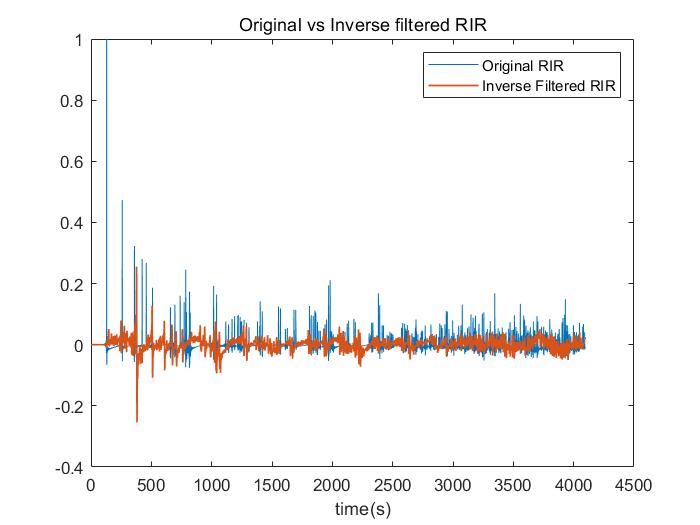 Original vs Inverse filtered RIR
1
Original RIR
Inverse Filtered RIR
0.8
0.6
0.4
0.2
0
-0.2
-0.4
0 500 1000 1500 2000 2500 3000 3500 4000 4500
time(s)